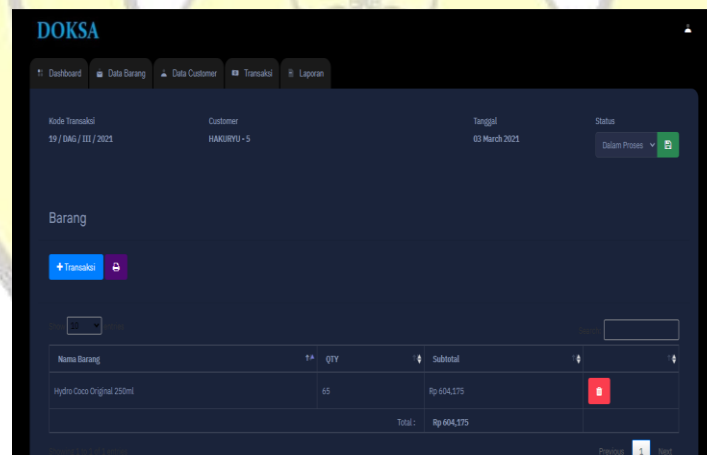 DOKSA
Dashboard Data Barang Data Customer Transaksi Laporan
Kode Transaksi Customer Tanggal Status
19 / DAG / III / 2021 HAKURYU - 5 03 March 2021 Dalam Proses
Barang
+ Transaksi
10
Nama Barang QTY Subtotal
Hydro Coco Original 250ml 65 Rp 604,175
Total : Rp 604,175
Previous 1 Next